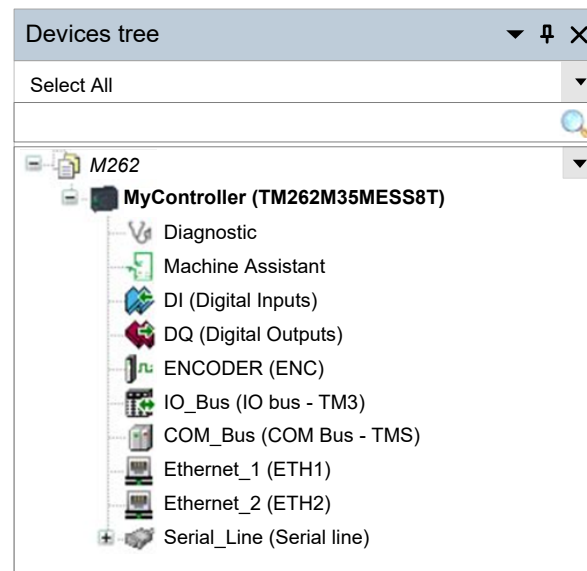 Devices tree
Select All
M262
MyController (TM262M35MESS8T)
Diagnostic
Machine Assistant
DI (Digital Inputs)
DQ (Digital Outputs)
ENCODER (ENC)
IO_Bus (IO bus - TM3)
COM_Bus (COM Bus - TMS)
Ethernet_1 (ETH1)
Ethernet_2 (ETH2)
Serial_Line (Serial line)